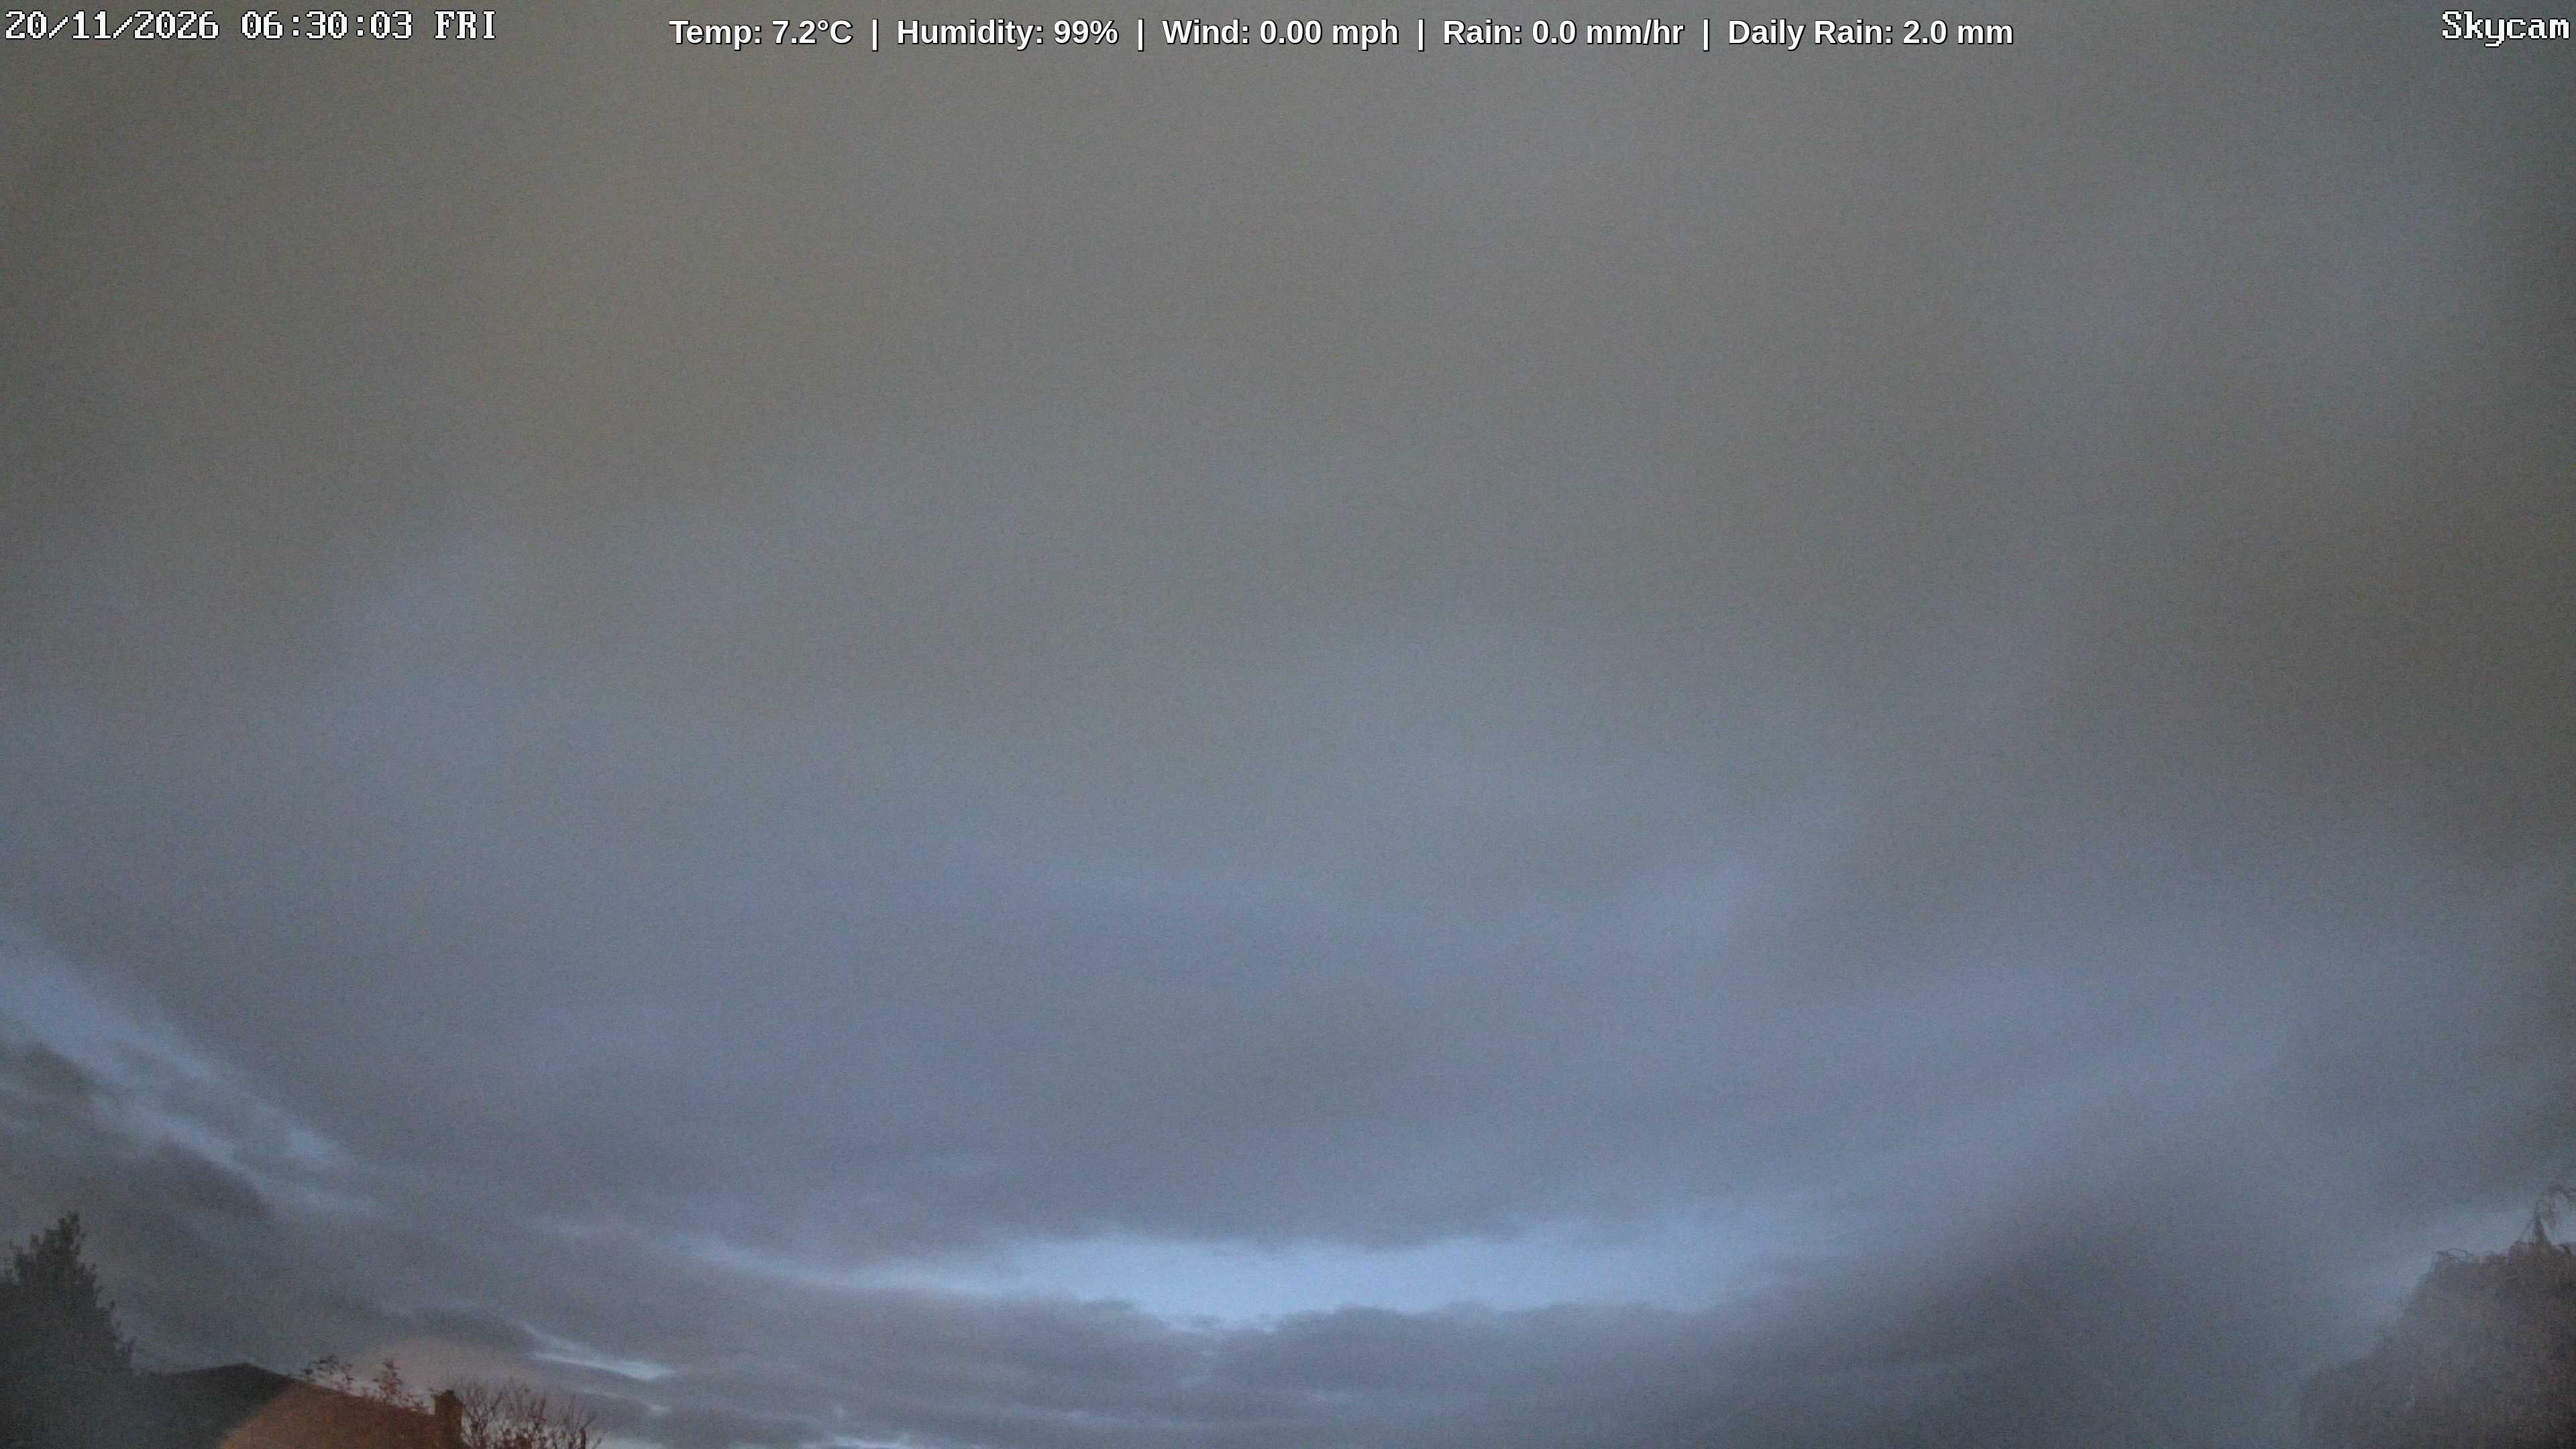 20/11/2026 06:30:03 FRI
Temp: 7.2°C | Humidity: 99% | Wind: 0.00 mph | Rain: 0.0 mm/hr | Daily Rain: 2.0 mm
Skycam